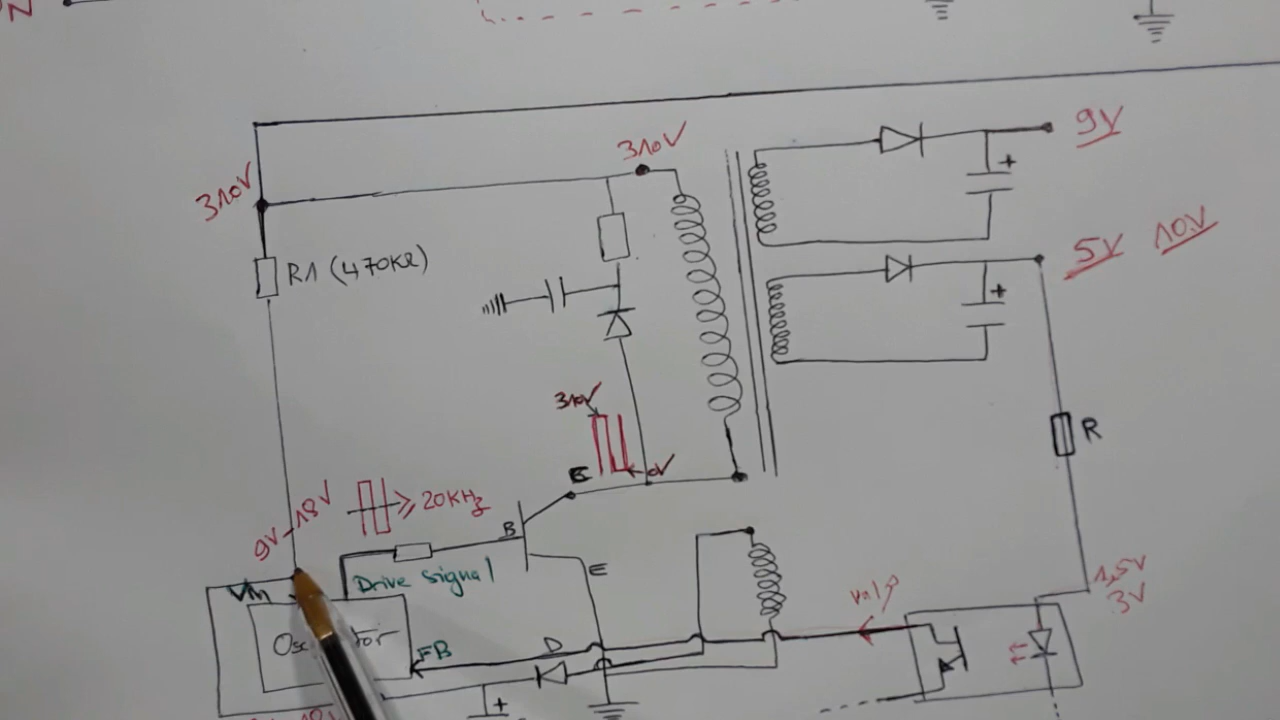 N
310V
310V
9V
+
5V 10V
R1 (470KΩ)
+
310V
R
0V
9V-18V
≥20KHz
B
E
Drive signal
1,5V
3V
D
FB
+